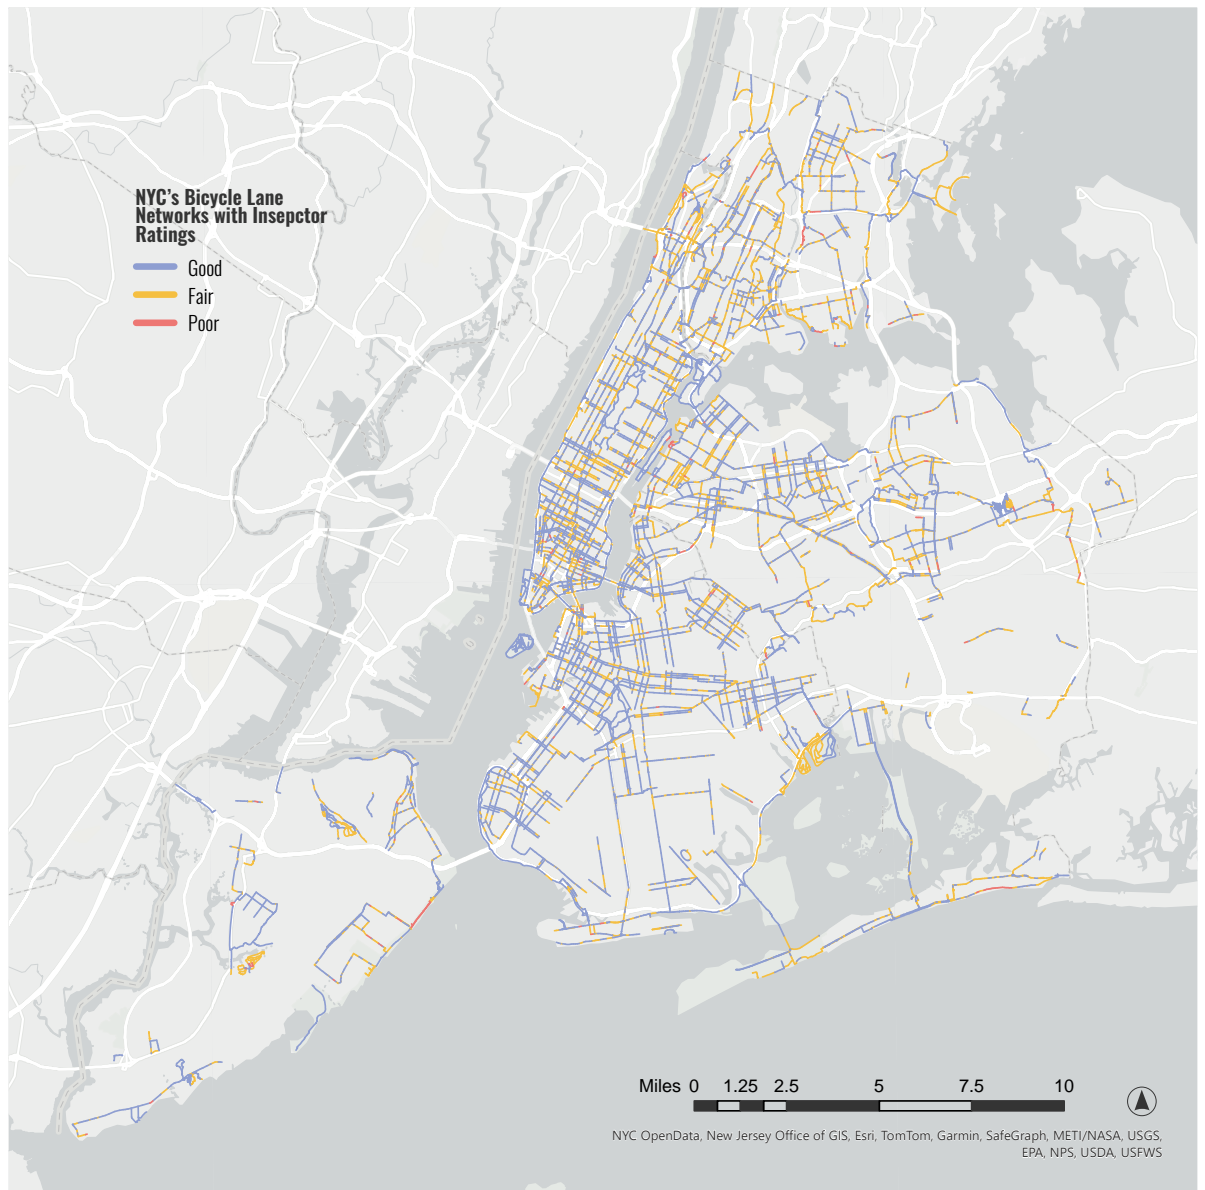 NYC’s Bicycle Lane
Networks with Insepctor
Ratings
Good
Fair
Poor
Miles 0 1.25 2.5 5 7.5 10
NYC OpenData, New Jersey Office of GIS, Esri, TomTom, Garmin, SafeGraph, METI/NASA, USGS,
EPA, NPS, USDA, USFWS